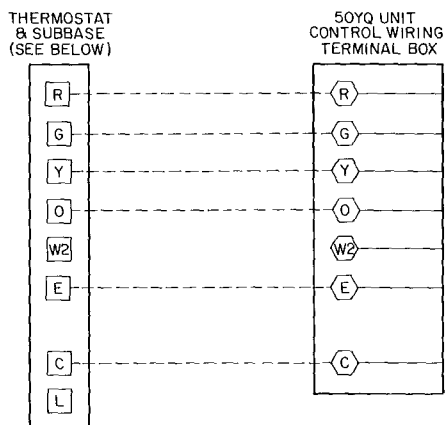 THERMOSTAT
& SUBBASE
(SEE BELOW)
50YQ UNIT
CONTROL WIRING
TERMINAL BOX
R R
G G
Y Y
O O
W2 W2
E E
C C
L